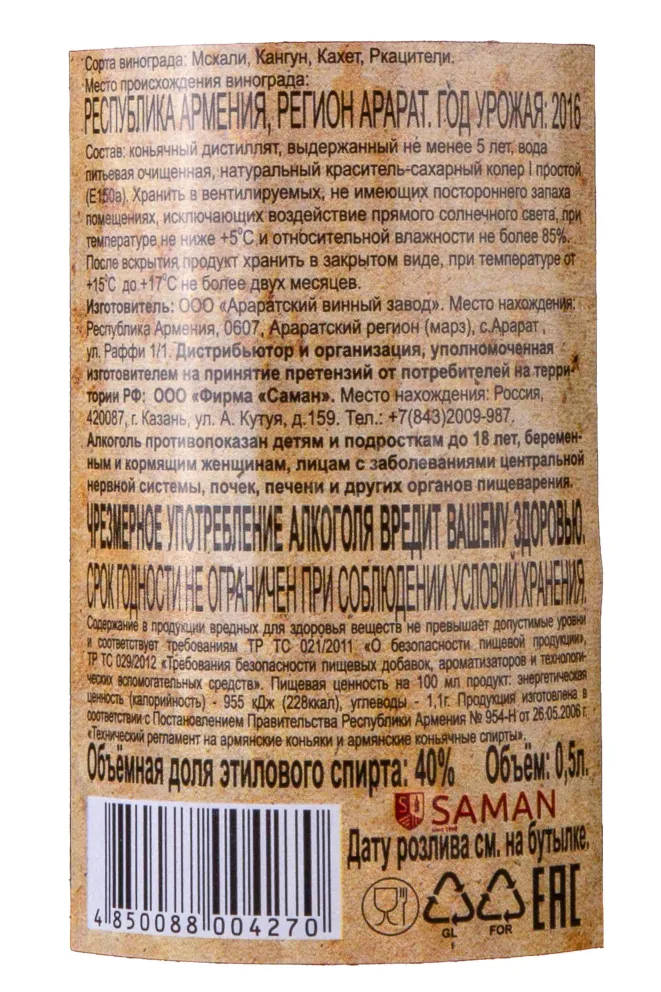 Сорта винограда: Мскали, Кангун, Кахет, Ркацители.
Место происхождения винограда:
РЕСПУБЛИКА АРМЕНИЯ, РЕГИОН АРАРАТ. ГОД УРОЖАЯ: 2016
Состав: коньячный дистиллят, выдержанный не менее 5 лет, вода
питьевая очищенная, натуральный краситель-сахарный колер I простой
(Е150а). Хранить в вентилируемых, не имеющих постороннего запаха
помещениях, исключающих воздействие прямого солнечного света, при
температуре не ниже +5°С и относительной влажности не более 85%.
После вскрытия продукт хранить в закрытом виде, при температуре от
+15°С до +17°С не более двух месяцев.
Изготовитель: ООО «Араратский винный завод». Место нахождения:
Республика Армения, 0607, Араратский регион (марз), с.Арарат ,
ул. Раффи 1/1. Дистрибьютор и организация, уполномоченная
изготовителем на принятие претензий от потребителей на терри-
тории РФ: ООО «Фирма «Саман». Место нахождения: Россия,
420087, г. Казань, ул. А. Кутуя, д.159. Тел.: +7(843)2009-987.
Алкоголь противопоказан детям и подросткам до 18 лет, беремен-
ным и кормящим женщинам, лицам с заболеваниями центральной
нервной системы, почек, печени и других органов пищеварения.
ЧРЕЗМЕРНОЕ УПОТРЕБЛЕНИЕ АЛКОГОЛЯ ВРЕДИТ ВАШЕМУ ЗДОРОВЬЮ.
СРОК ГОДНОСТИ НЕ ОГРАНИЧЕН ПРИ СОБЛЮДЕНИИ УСЛОВИЙ ХРАНЕНИЯ.
Содержание в продукции вредных для здоровья веществ не превышает допустимые уровни
и соответствует требованиям ТР ТС 021/2011 «О безопасности пищевой продукции»,
ТР ТС 029/2012 «Требования безопасности пищевых добавок, ароматизаторов и технологи-
ческих вспомогательных средств». Пищевая ценность на 100 мл продукт: энергетическая
ценность (калорийность) - 955 кДж (228ккал), углеводы - 1,1г. Продукция изготовлена в
соответствии с Постановлением Правительства Республики Армения № 954-Н от 26.05.2006 г.
«Технический регламент на армянские коньяки и армянские коньячные спирты».
Объёмная доля этилового спирта: 40% Объём: 0,5л.
SAMAN
Дату розлива см. на бутылке.
4 850088 004270
GL FOR EAC